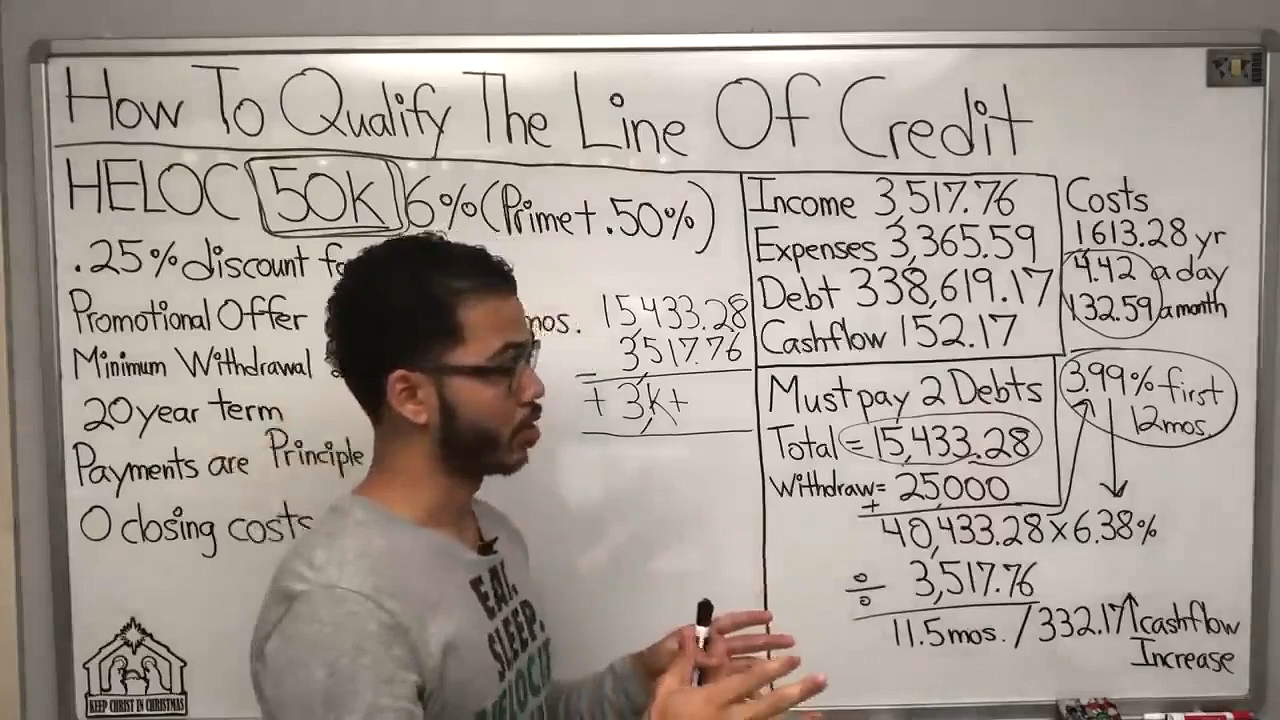 How To Qualify The Line Of Credit
HELOC 50K 6% (Prime + .50%)
.25% discount
Promotional Offer
Minimum Withdrawal
20 year term
Payments are Principle
0 closing costs
mos. 15,433.28
- 3,517.76
+ 3k+
Income 3,517.76
Expenses 3,365.59
Debt 338,619.17
Cashflow 152.17
Costs
1613.28 yr
4.42 a day
132.59 a month
Must pay 2 Debts
Total = 15,433.28
Withdraw = 25000
+
40,433.28 x 6.38%
÷ 3,517.76
11.5 mos. / 332.17 ↑ cashflow
Increase
3.99% first
12 mos.
KEEP CHRIST IN CHRISTMAS
EAT.
SLEEP.